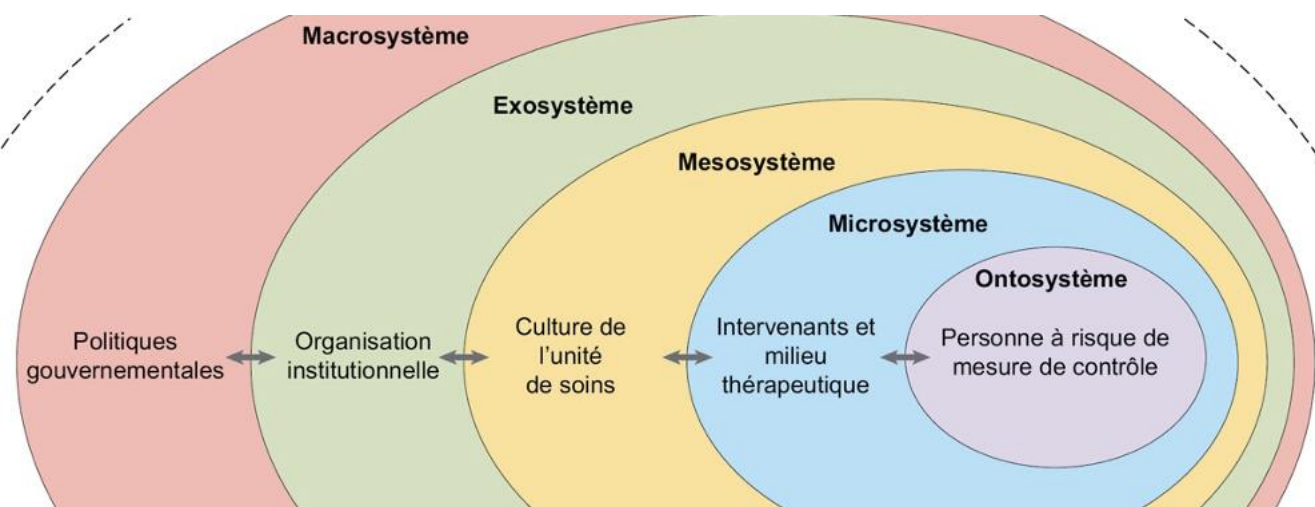 Macrosystème
Exosystème
Mesosystème
Microsystème
Ontosystème
Politiques
gouvernementales
Organisation
institutionnelle
Culture de
l’unité
de soins
Intervenants et
milieu
thérapeutique
Personne à risque de
mesure de contrôle